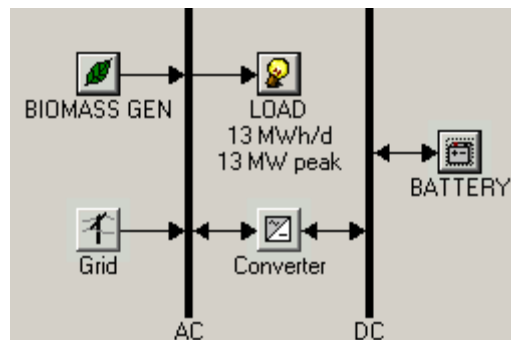 BIOMASS GEN
LOAD
13 MWh/d
13 MW peak
BATTERY
Grid
Converter
AC
DC